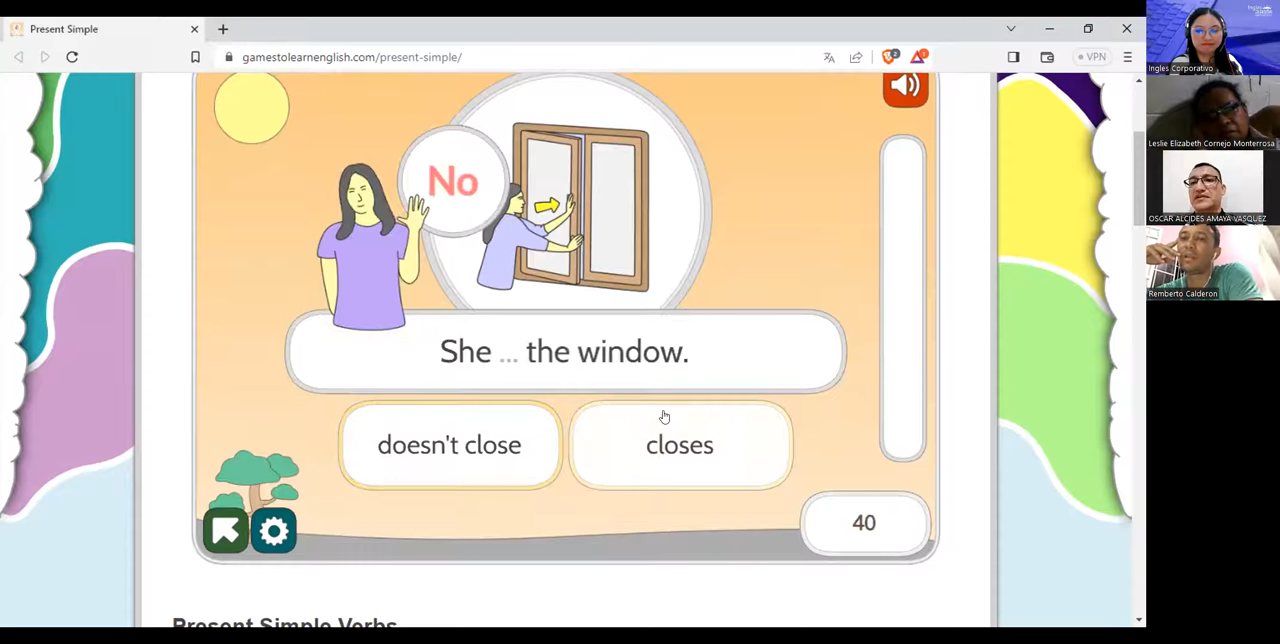 Present Simple
gamestolearnenglish.com/present-simple/
VPN
No
She ... the window.
doesn't close
closes
40
Present Simple Verbs
Ingles Corporativo
Leslie Elizabeth Cornejo Monterrosa
OSCAR ALCIDES AMAYA VASQUEZ
Remberto Calderon